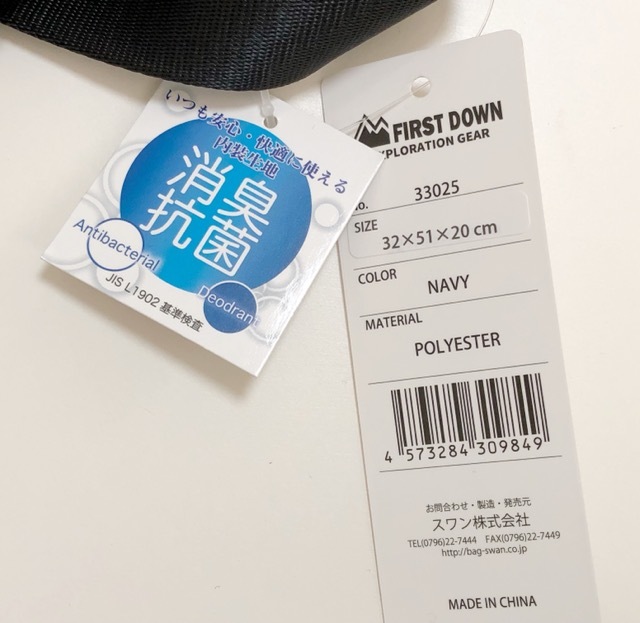 いつも安心・快適に使える
内装生地
消臭
抗菌
Antibacterial
Deodrant
JIS L1902 基準検査
FIRST DOWN
EXPLORATION GEAR
No. 33025
SIZE
32×51×20 cm
COLOR
NAVY
MATERIAL
POLYESTER
4 573284 309849
お問合わせ・製造・発売元
スワン株式会社
TEL(0796)22-7444 FAX(0796)22-7449
http://bag-swan.co.jp
MADE IN CHINA